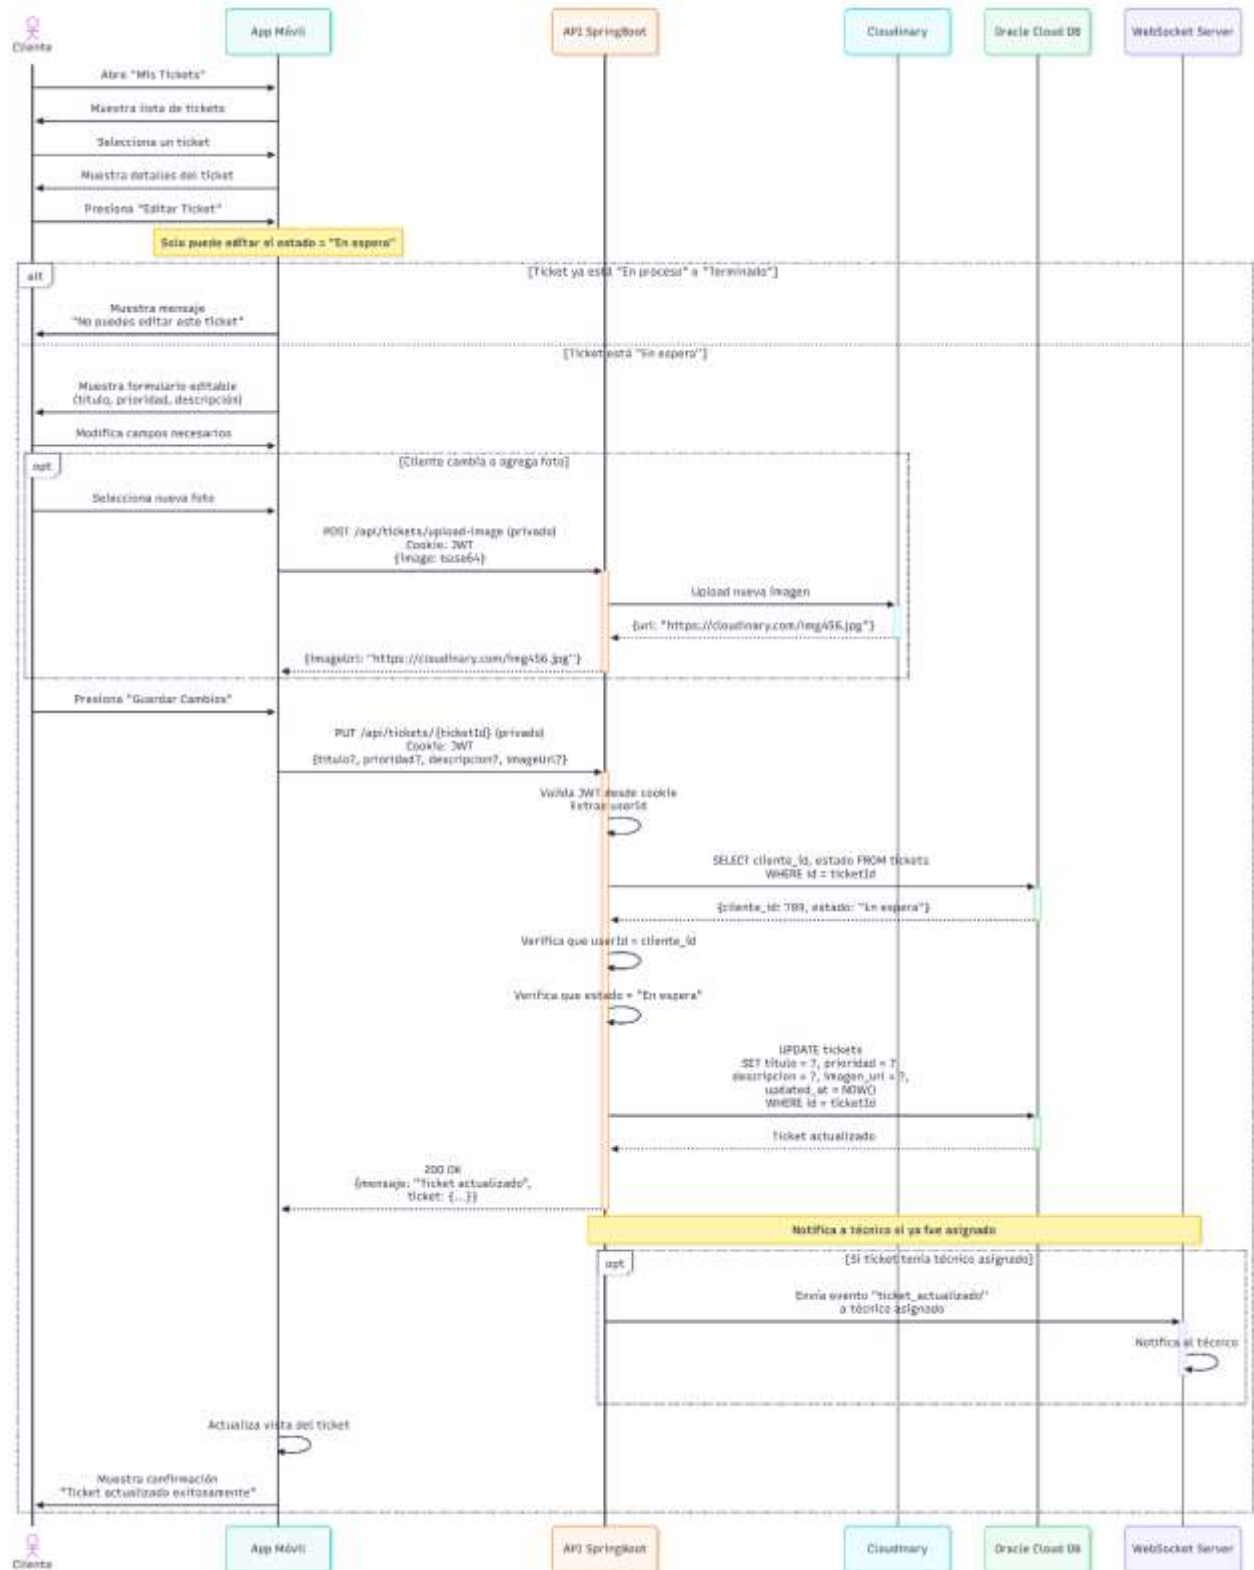 Cliente
App Móvil
API SpringBoot
Cloudinary
Oracle Cloud DB
WebSocket Server
Abre "Mis Tickets"
Muestra lista de tickets
Selecciona un ticket
Muestra detalles del ticket
Presiona "Editar Ticket"
Solo puede editar si estado = "En espera"
alt
[Ticket ya está "En proceso" o "Terminado"]
Muestra mensaje
"No puedes editar este ticket"
[Ticket está "En espera"]
Muestra formulario editable
(título, prioridad, descripción)
Modifica campos necesarios
opt
[Cliente cambia o agrega foto]
Selecciona nueva foto
POST /api/tickets/upload-image (privado)
Cookie: JWT
{image: base64}
Upload nueva imagen
{url: "https://cloudinary.com/img456.jpg"}
{imageUrl: "https://cloudinary.com/img456.jpg"}
Presiona "Guardar Cambios"
PUT /api/tickets/{ticketId} (privado)
Cookie: JWT
{titulo?, prioridad?, descripcion?, imageUrl?}
Valida JWT desde cookie
Extrae userId
SELECT cliente_id, estado FROM tickets
WHERE id = ticketId
{cliente_id: 789, estado: "En espera"}
Verifica que userId = cliente_id
Verifica que estado = "En espera"
UPDATE tickets
SET titulo = ?, prioridad = ?
descripcion = ?, imagen_url = ?,
updated_at = NOW()
WHERE id = ticketId
Ticket actualizado
200 OK
{mensaje: "Ticket actualizado",
ticket: {...}}
Notifica a técnico si ya fue asignado
opt
[Si ticket tenía técnico asignado]
Envía evento "ticket_actualizado"
a técnico asignado
Notifica al técnico
Actualiza vista del ticket
Muestra confirmación
"Ticket actualizado exitosamente"
Cliente
App Móvil
API SpringBoot
Cloudinary
Oracle Cloud DB
WebSocket Server